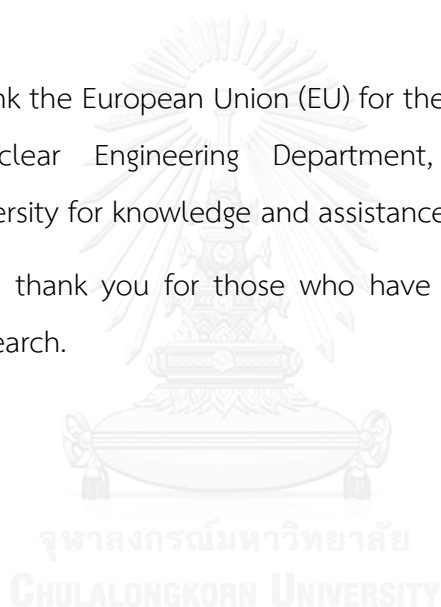 nk the European Union (EU) for the
clear Engineering Department,
ersity for knowledge and assistance
thank you for those who have
earch.
จุฬาลงกรณ์มหาวิทยาลัย
CHULALONGKORN UNIVERSITY